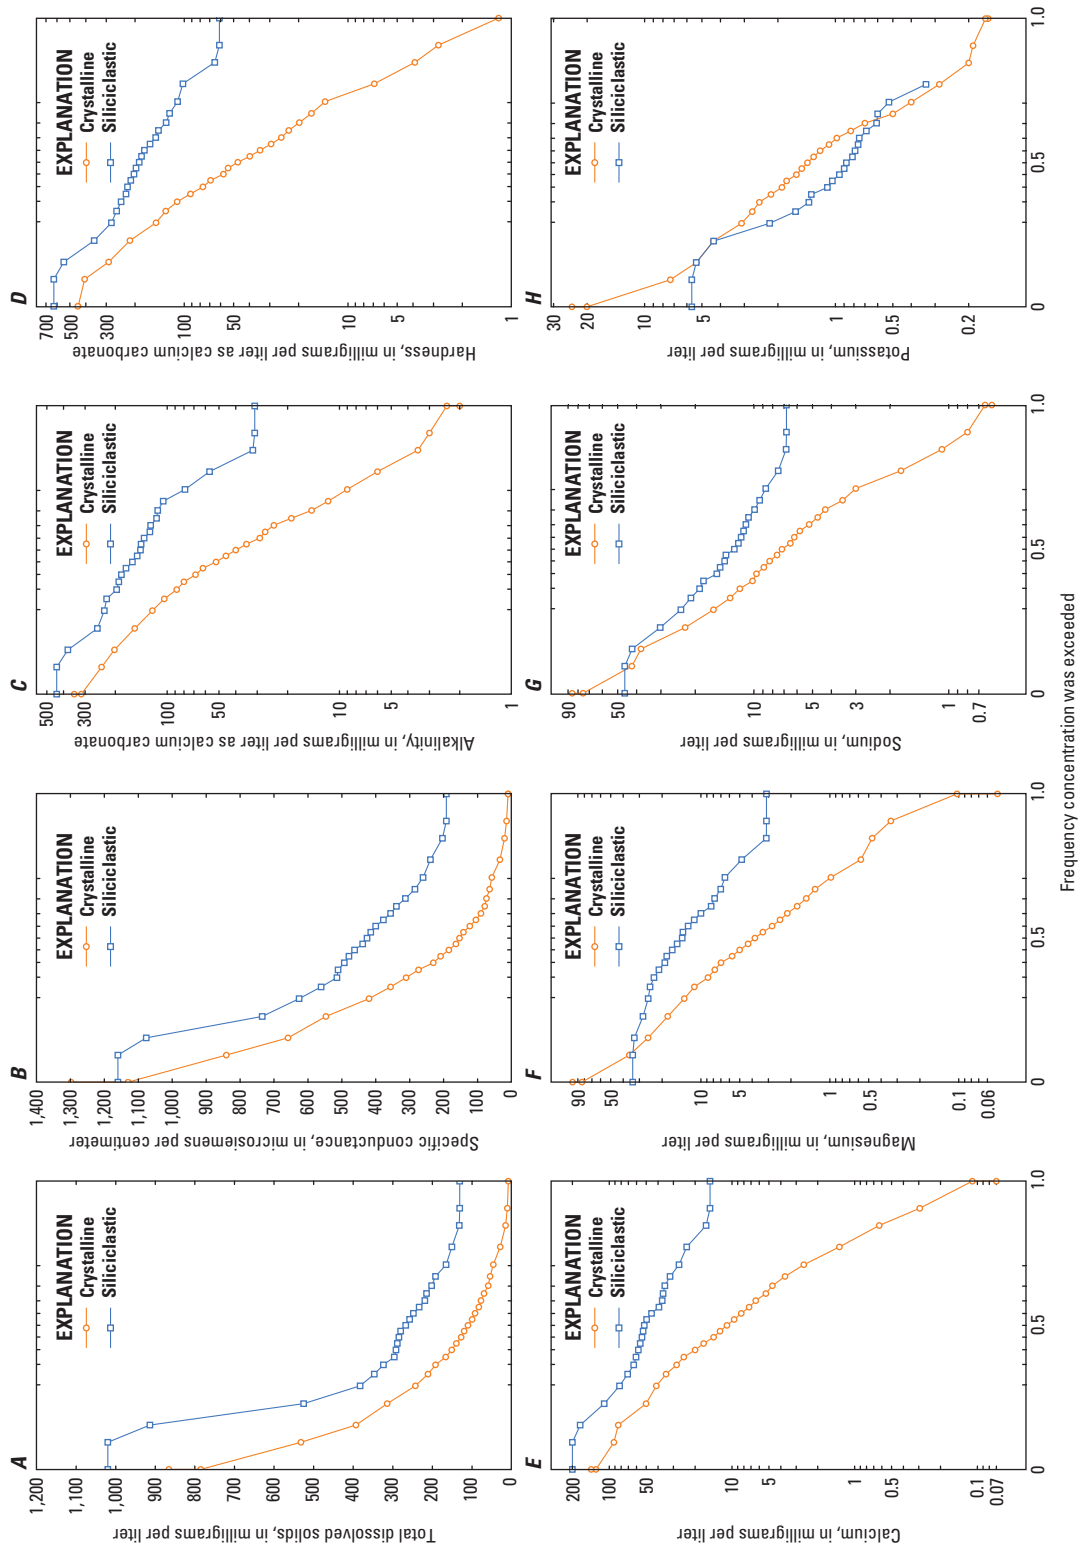 A
EXPLANATION
Crystalline
Siliciclastic
Total dissolved solids, in milligrams per liter
1,200
1,100
1,000
900
800
700
600
500
400
300
200
100
0
B
EXPLANATION
Crystalline
Siliciclastic
Specific conductance, in microsiemens per centimeter
1,400
1,300
1,200
1,100
1,000
900
800
700
600
500
400
300
200
100
0
C
EXPLANATION
Crystalline
Siliciclastic
Alkalinity, in milligrams per liter as calcium carbonate
500
300
100
50
10
5
1
D
EXPLANATION
Crystalline
Siliciclastic
Hardness, in milligrams per liter as calcium carbonate
700
500
300
100
50
10
5
1
E
EXPLANATION
Crystalline
Siliciclastic
Calcium, in milligrams per liter
200
100
50
10
5
1
0.1
0.07
0
0.5
1.0
F
EXPLANATION
Crystalline
Siliciclastic
Magnesium, in milligrams per liter
90
50
10
5
1
0.5
0.1
0.06
0
0.5
1.0
G
EXPLANATION
Crystalline
Siliciclastic
Sodium, in milligrams per liter
90
50
10
5
3
1
0.7
0
0.5
1.0
H
EXPLANATION
Crystalline
Siliciclastic
Potassium, in milligrams per liter
30
20
10
5
1
0.5
0.2
0
0.5
1.0
Frequency concentration was exceeded